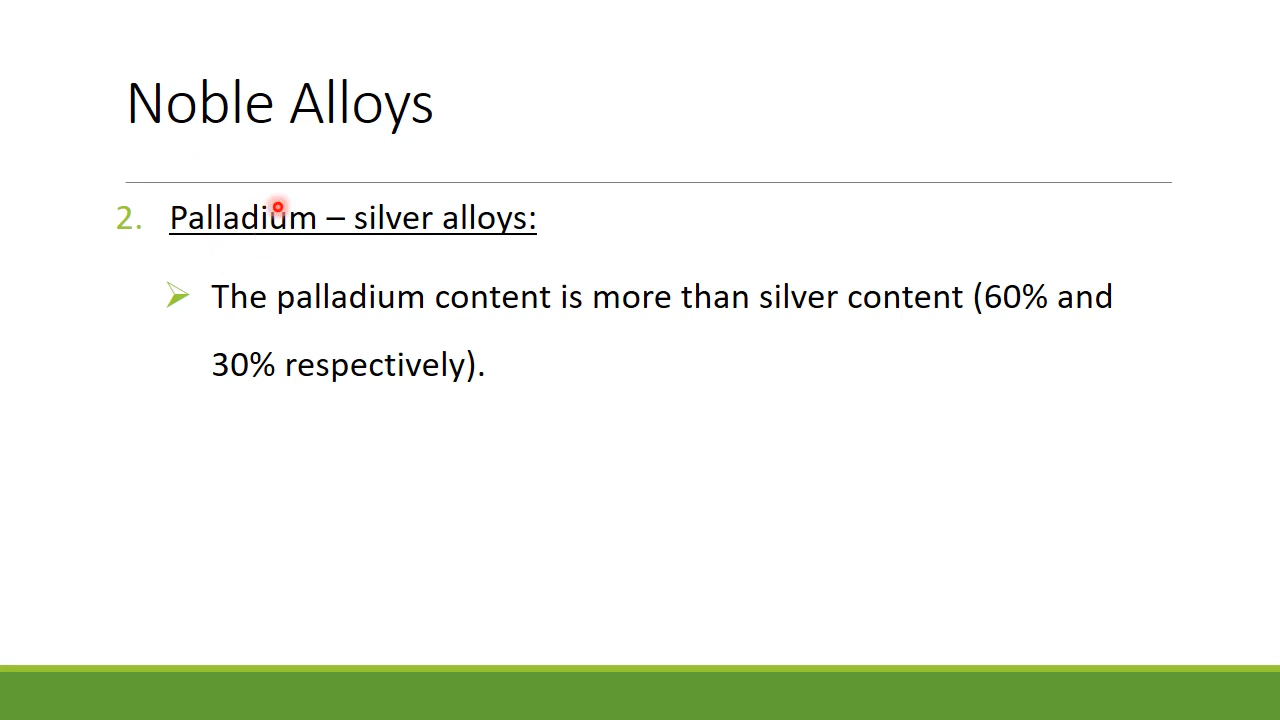 Noble Alloys
2. Palladium – silver alloys:
The palladium content is more than silver content (60% and
30% respectively).